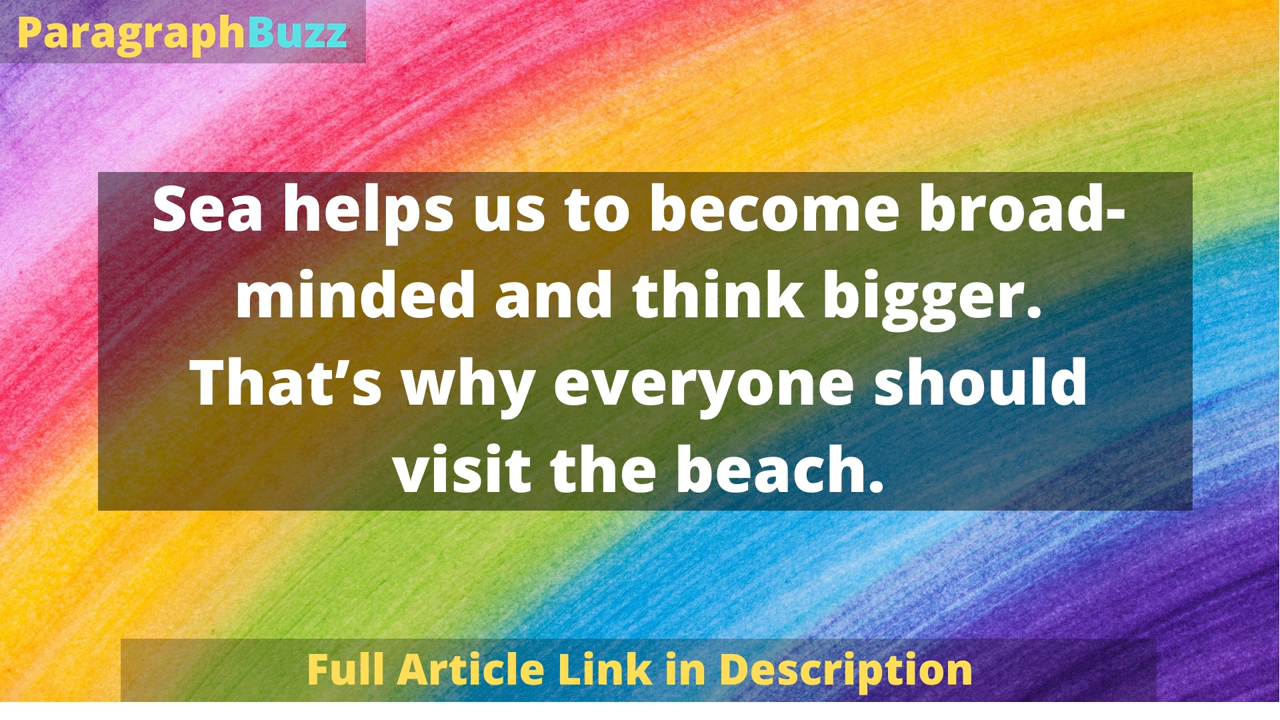 ParagraphBuzz
Sea helps us to become broad-
minded and think bigger.
That’s why everyone should
visit the beach.
Full Article Link in Description